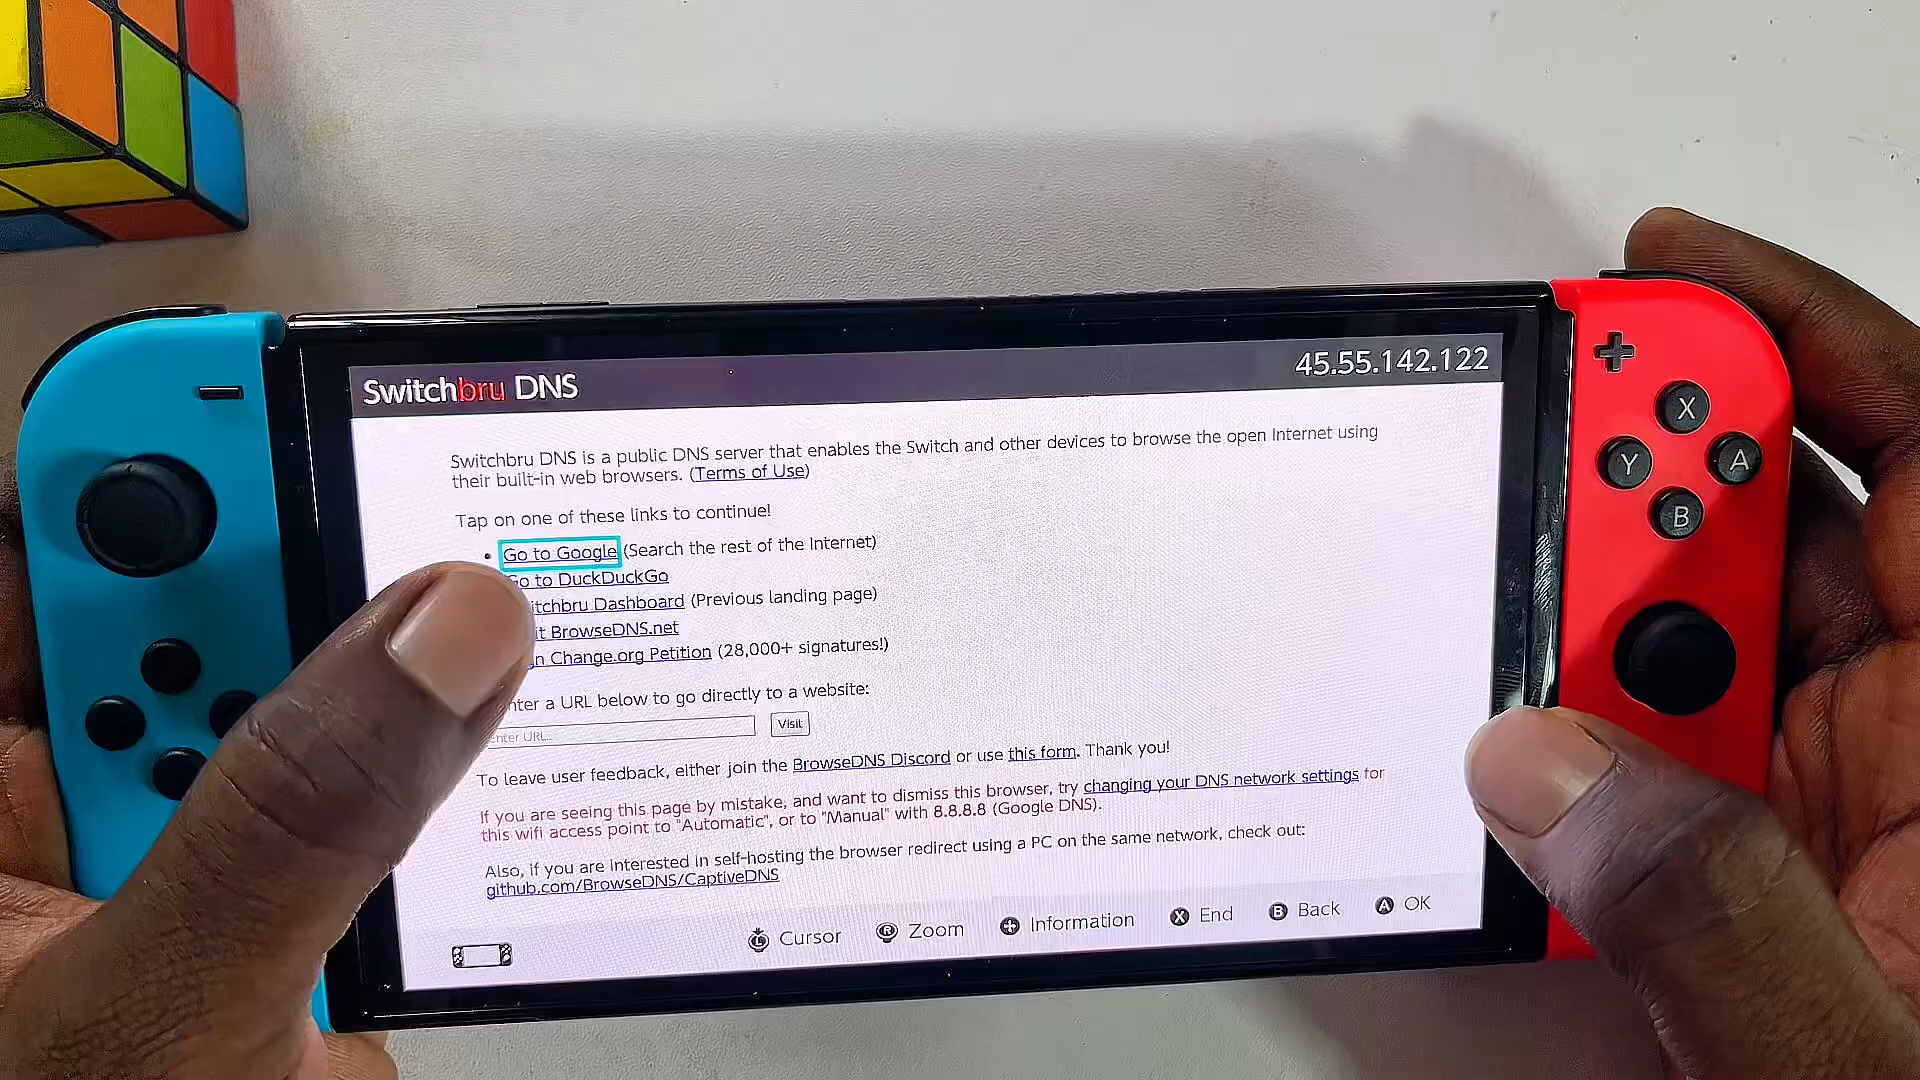 Switchbru DNS
45.55.142.122
Switchbru DNS is a public DNS server that enables the Switch and other devices to browse the open Internet using
their built-in web browsers. (Terms of Use)
Tap on one of these links to continue!
• Go to Google (Search the rest of the Internet)
Go to DuckDuckGo
Dashboard (Previous landing page)
BrowseDNS.net
Change.org Petition (28,000+ signatures!)
a URL below to go directly to a website:
URL..
Visit
To leave user feedback, either join the BrowseDNS Discord or use this form. Thank you!
If you are seeing this page by mistake, and want to dismiss this browser, try changing your DNS network settings for
this wifi access point to "Automatic", or to "Manual" with 8.8.8.8 (Google DNS).
Also, if you are interested in self-hosting the browser redirect using a PC on the same network, check out:
github.com/BrowseDNS/CaptiveDNS
L Cursor R Zoom + Information X End B Back A OK
X
Y
A
B